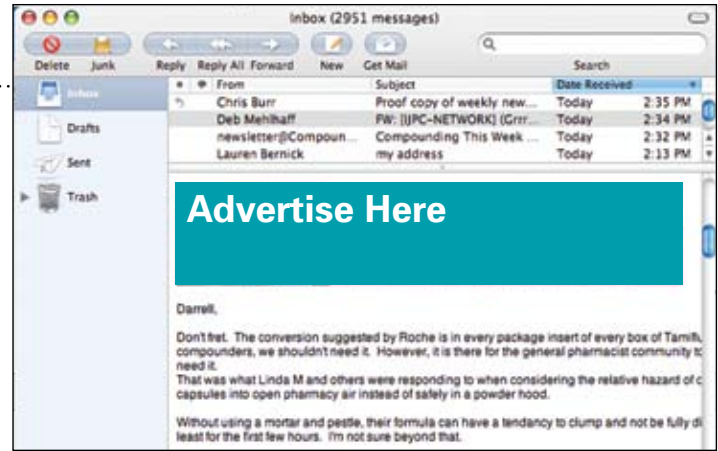 Inbox (2951 messages)
Delete Junk Reply Reply All Forward New Get Mail Search
From Subject Date Received
Inbox
Drafts
Sent
Trash
Chris Burr Proof copy of weekly new... Today 2:35 PM
Deb Mehlhaff FW: [IJPC-NETWORK] (Grrr... Today 2:34 PM
newsletter@Compoun... Compounding This Week ... Today 2:32 PM
Lauren Bernick my address Today 2:13 PM
Advertise Here
Darrell,
Don't fret. The conversion suggested by Roche is in every package insert of every box of Tamiflu
compounders, we shouldn't need it. However, it is there for the general pharmacist community to
need it.
That was what Linda M and others were responding to when considering the relative hazard of
capsules into open pharmacy air instead of safely in a powder hood.
Without using a mortar and pestle, their formula can have a tendancy to clump and not be fully
least for the first few hours. I'm not sure beyond that.